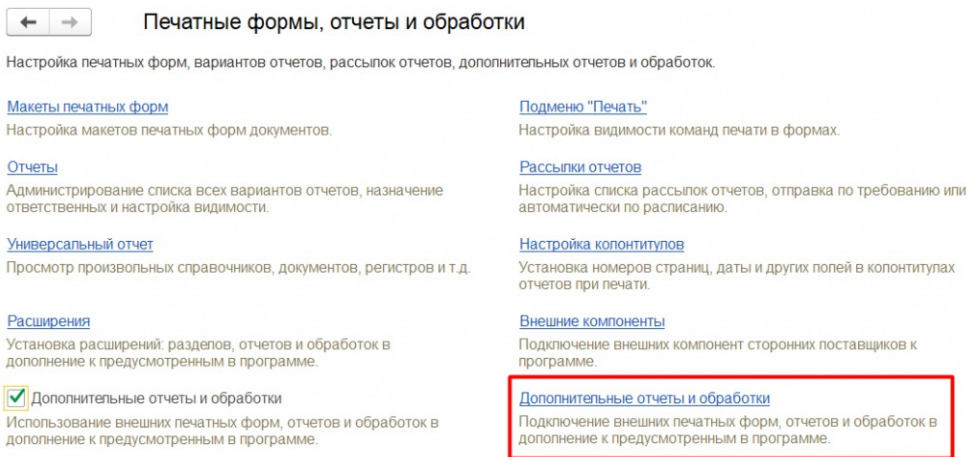 Печатные формы, отчеты и обработки
Настройка печатных форм, вариантов отчетов, рассылок отчетов, дополнительных отчетов и обработок.
Макеты печатных форм
Настройка макетов печатных форм документов.
Подменю "Печать"
Настройка видимости команд печати в формах.
Отчеты
Администрирование списка всех вариантов отчетов, назначение
ответственных и настройка видимости.
Рассылки отчетов
Настройка списка рассылок отчетов, отправка по требованию или
автоматически по расписанию.
Универсальный отчет
Просмотр произвольных справочников, документов, регистров и т.д.
Настройка колонтитулов
Установка номеров страниц, даты и других полей в колонтитулах
отчетов при печати.
Расширения
Установка расширений: разделов, отчетов и обработок в
дополнение к предусмотренным в программе.
Внешние компоненты
Подключение внешних компонент сторонних поставщиков к
программе.
Дополнительные отчеты и обработки
Использование внешних печатных форм, отчетов и обработок в
дополнение к предусмотренным в программе.
Дополнительные отчеты и обработки
Подключение внешних печатных форм, отчетов и обработок в
дополнение к предусмотренным в программе.